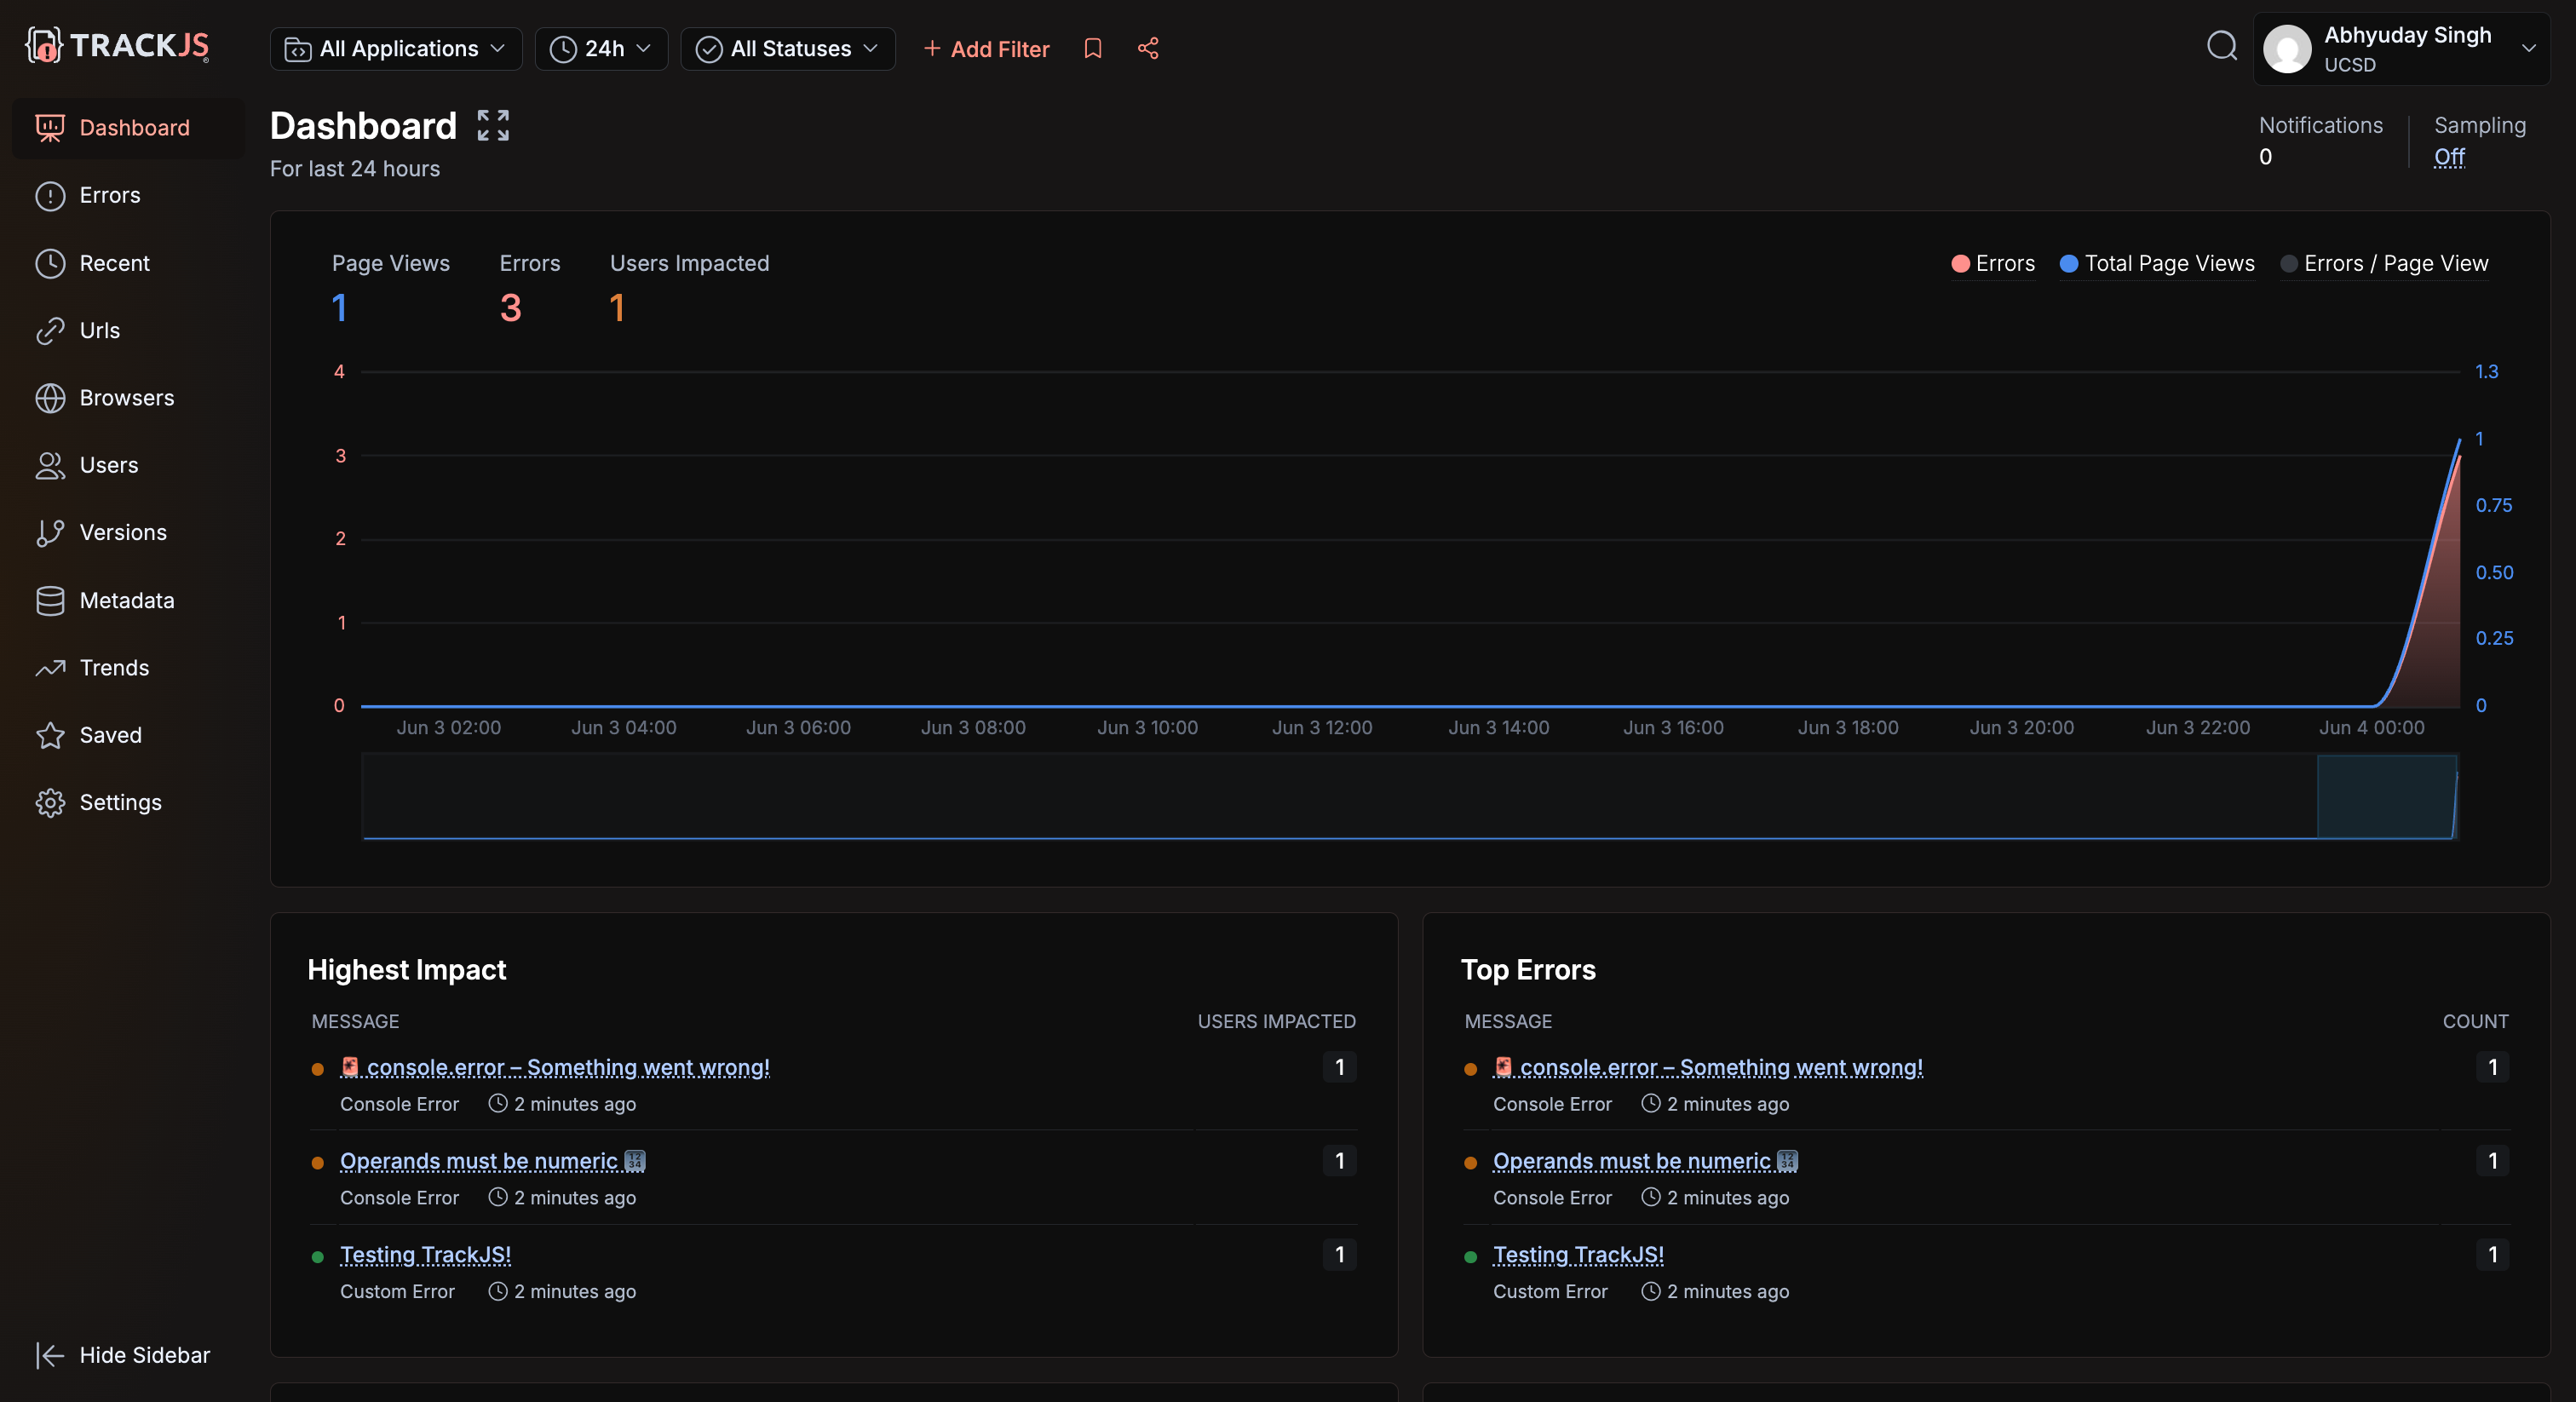 TRACKJS
All Applications
24h
All Statuses
+ Add Filter
Abhyuday Singh
UCSD
Dashboard
Errors
Recent
Urls
Browsers
Users
Versions
Metadata
Trends
Saved
Settings
Hide Sidebar
Dashboard
For last 24 hours
Notifications
0
Sampling
Off
Page Views
1
Errors
3
Users Impacted
1
Errors
Total Page Views
Errors / Page View
4
3
2
1
0
1.3
1
0.75
0.50
0.25
0
Jun 3 02:00
Jun 3 04:00
Jun 3 06:00
Jun 3 08:00
Jun 3 10:00
Jun 3 12:00
Jun 3 14:00
Jun 3 16:00
Jun 3 18:00
Jun 3 20:00
Jun 3 22:00
Jun 4 00:00
Highest Impact
MESSAGE USERS IMPACTED
console.error – Something went wrong! 1
Console Error 2 minutes ago
Operands must be numeric 🔢 1
Console Error 2 minutes ago
Testing TrackJS! 1
Custom Error 2 minutes ago
Top Errors
MESSAGE COUNT
console.error – Something went wrong! 1
Console Error 2 minutes ago
Operands must be numeric 🔢 1
Console Error 2 minutes ago
Testing TrackJS! 1
Custom Error 2 minutes ago